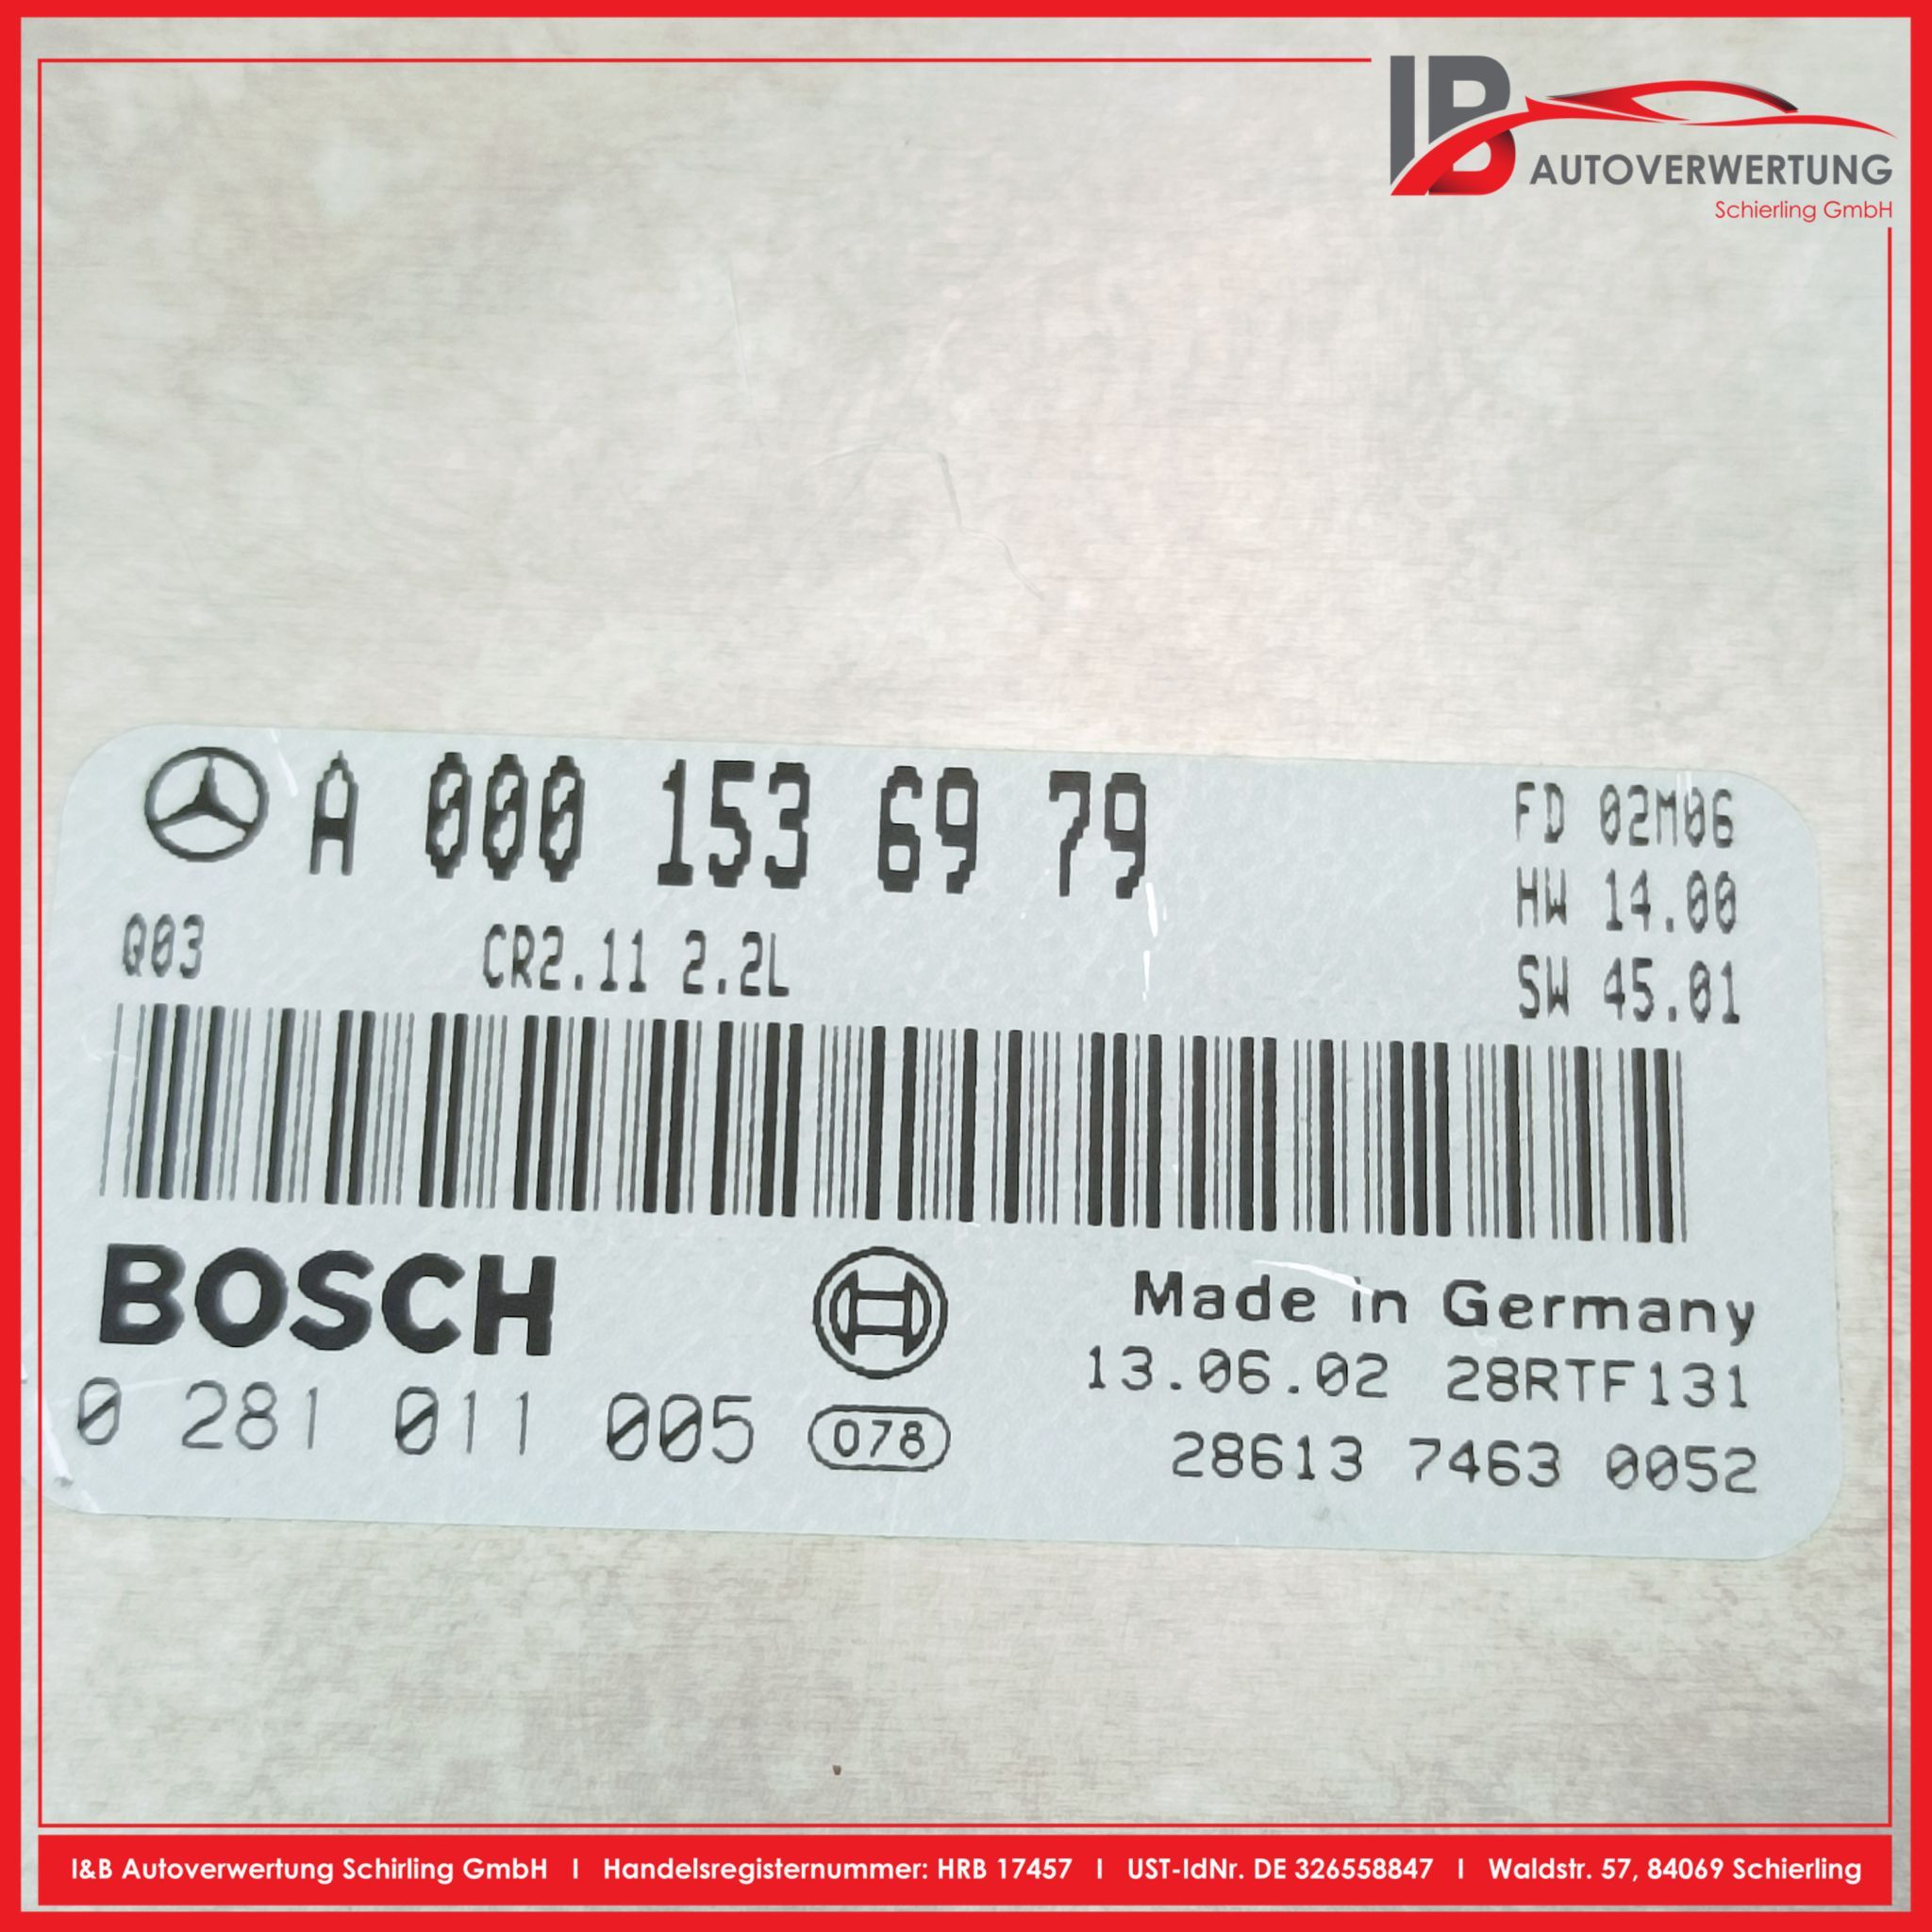 IB
AUTOVERWERTUNG
Schierling GmbH
A 000 153 69 79
FD 02M06
HW 14.00
Q03 CR2.11 2.2L
SW 45.01
BOSCH
Made in Germany
13.06.02 28RTF131
0 281 011 005 078
28613 7463 0052
I&B Autoverwertung Schirling GmbH I Handelsregisternummer: HRB 17457 I UST-IdNr. DE 326558847 I Waldstr. 57, 84069 Schierling